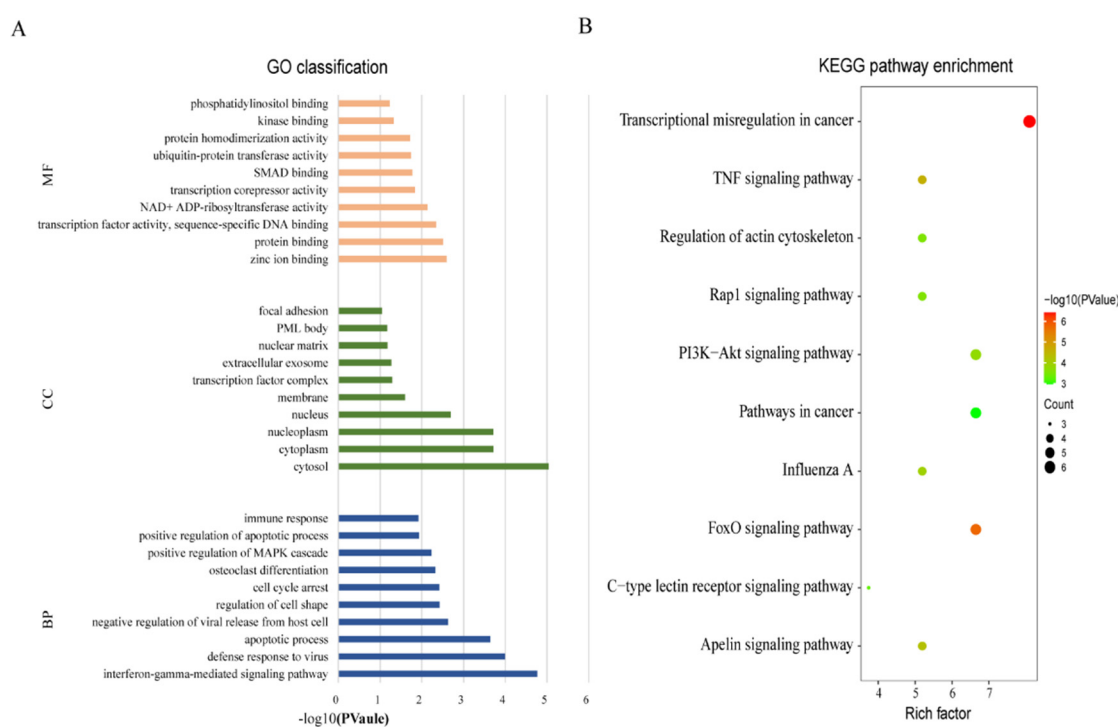 A
GO classification
MF
phosphatidylinositol binding
kinase binding
protein homodimerization activity
ubiquitin-protein transferase activity
SMAD binding
transcription corepressor activity
NAD+ ADP-ribosyltransferase activity
transcription factor activity, sequence-specific DNA binding
protein binding
zinc ion binding
CC
focal adhesion
PML body
nuclear matrix
extracellular exosome
transcription factor complex
membrane
nucleus
nucleoplasm
cytoplasm
cytosol
BP
immune response
positive regulation of apoptotic process
positive regulation of MAPK cascade
osteoclast differentiation
cell cycle arrest
regulation of cell shape
negative regulation of viral release from host cell
apoptotic process
defense response to virus
interferon-gamma-mediated signaling pathway
0 1 2 3 4 5 6
-log10(PVaule)
B
KEGG pathway enrichment
Transcriptional misregulation in cancer
TNF signaling pathway
Regulation of actin cytoskeleton
Rap1 signaling pathway
PI3K−Akt signaling pathway
Pathways in cancer
Influenza A
FoxO signaling pathway
C−type lectin receptor signaling pathway
Apelin signaling pathway
4 5 6 7
Rich factor
−log10(PValue)
6
5
4
3
Count
3
4
5
6